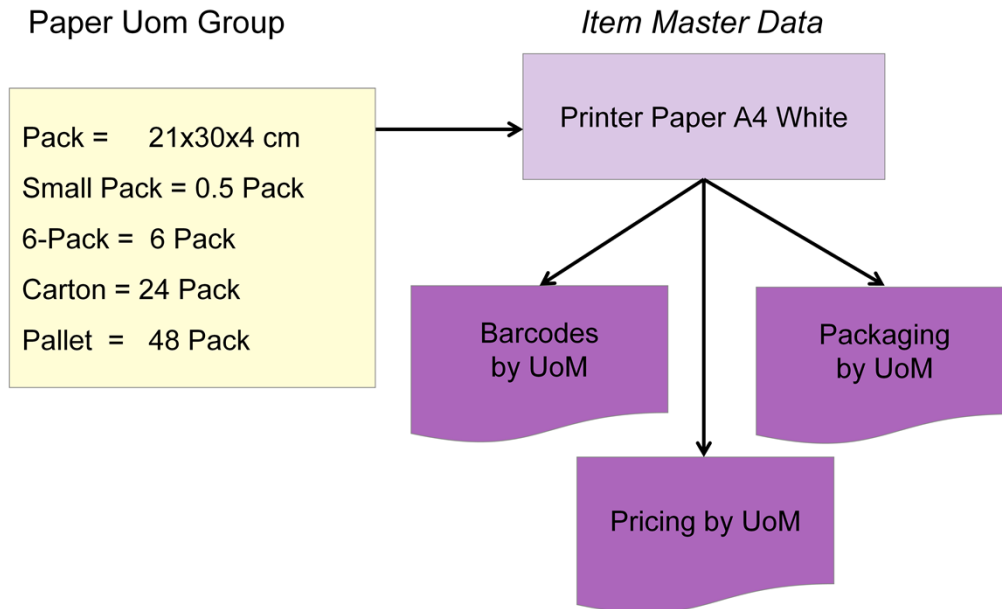 Paper Uom Group
Item Master Data
Pack = 21x30x4 cm
Small Pack = 0.5 Pack
6-Pack = 6 Pack
Carton = 24 Pack
Pallet = 48 Pack
Printer Paper A4 White
Barcodes
by UoM
Packaging
by UoM
Pricing by UoM